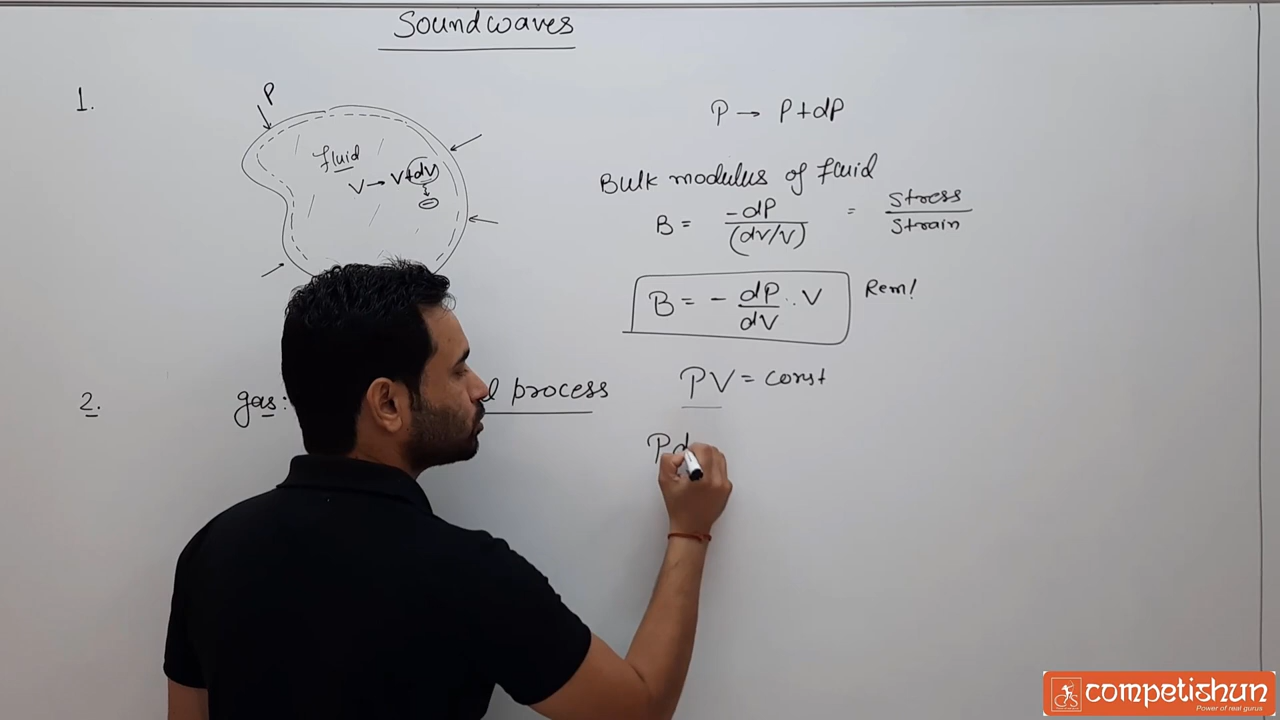 Soundwaves
1.
P
fluid
V → V+dV
⊖
P → P+dP
Bulk modulus of fluid
B = -dP/(dV/V) = Stress/Strain
B = - dP/dV . V
Rem!
2.
gas:
process
PV = const
Pd
competishun
Power of real gurus